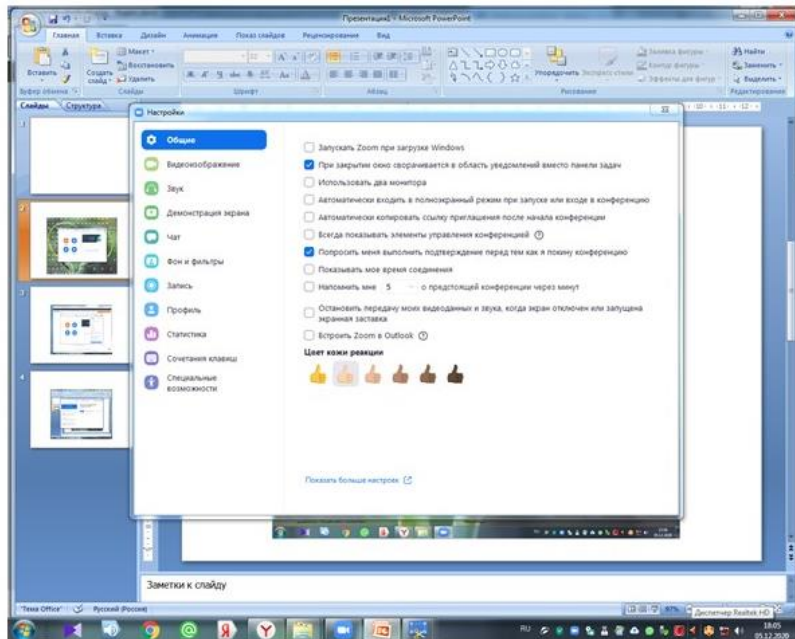 Презентация1 - Microsoft PowerPoint
Главная Вставка Дизайн Анимация Показ слайдов Рецензирование Вид
Вставить
Создать слайд
Макет
Восстановить
Удалить
Упорядочить
Экспресс-стили
Заливка фигуры
Контур фигуры
Эффекты для фигур
Найти
Заменить
Выделить
Буфер обмена Слайды Шрифт Абзац Рисование Редактирование
Слайды Структура
Настройки
Общие
Видеоизображение
Звук
Демонстрация экрана
Чат
Фон и фильтры
Запись
Профиль
Статистика
Сочетания клавиш
Специальные
возможности
Запускать Zoom при загрузке Windows
При закрытии окно сворачивается в область уведомлений вместо панели задач
Использовать два монитора
Автоматически входить в полноэкранный режим при запуске или входе в конференцию
Автоматически копировать ссылку приглашения после начала конференции
Всегда показывать элементы управления конференцией
Попросить меня выполнить подтверждение перед тем как я покину конференцию
Показывать мое время соединения
Напомнить мне 5 о предстоящей конференции через минут
Остановить передачу моих видеоданных и звука, когда экран отключен или запущена
экранная заставка
Встроить Zoom в Outlook
Цвет кожи реакции
Показать больше настроек
1
2
3
4
Заметки к слайду
"Тема Office" Русский (Россия) 87%
Диспетчер Realtek HD
RU
18:05
05.12.2020